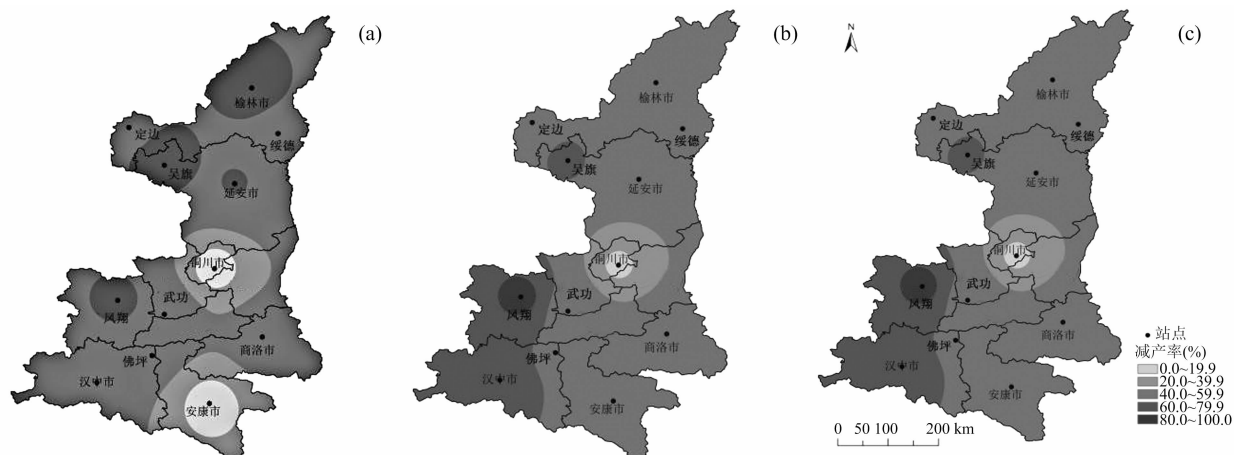 (a)
榆林市
定边
绥德
吴旗
延安市
铜川市
武功
凤翔
商洛市
佛坪
汉中市
安康市
(b)
榆林市
定边
绥德
吴旗
延安市
铜川市
武功
凤翔
商洛市
佛坪
汉中市
安康市
N
(c)
榆林市
定边
绥德
吴旗
延安市
铜川市
武功
凤翔
商洛市
佛坪
汉中市
安康市
站点
减产率(%)
0.0~19.9
20.0~39.9
40.0~59.9
60.0~79.9
80.0~100.0
0 50 100 200 km